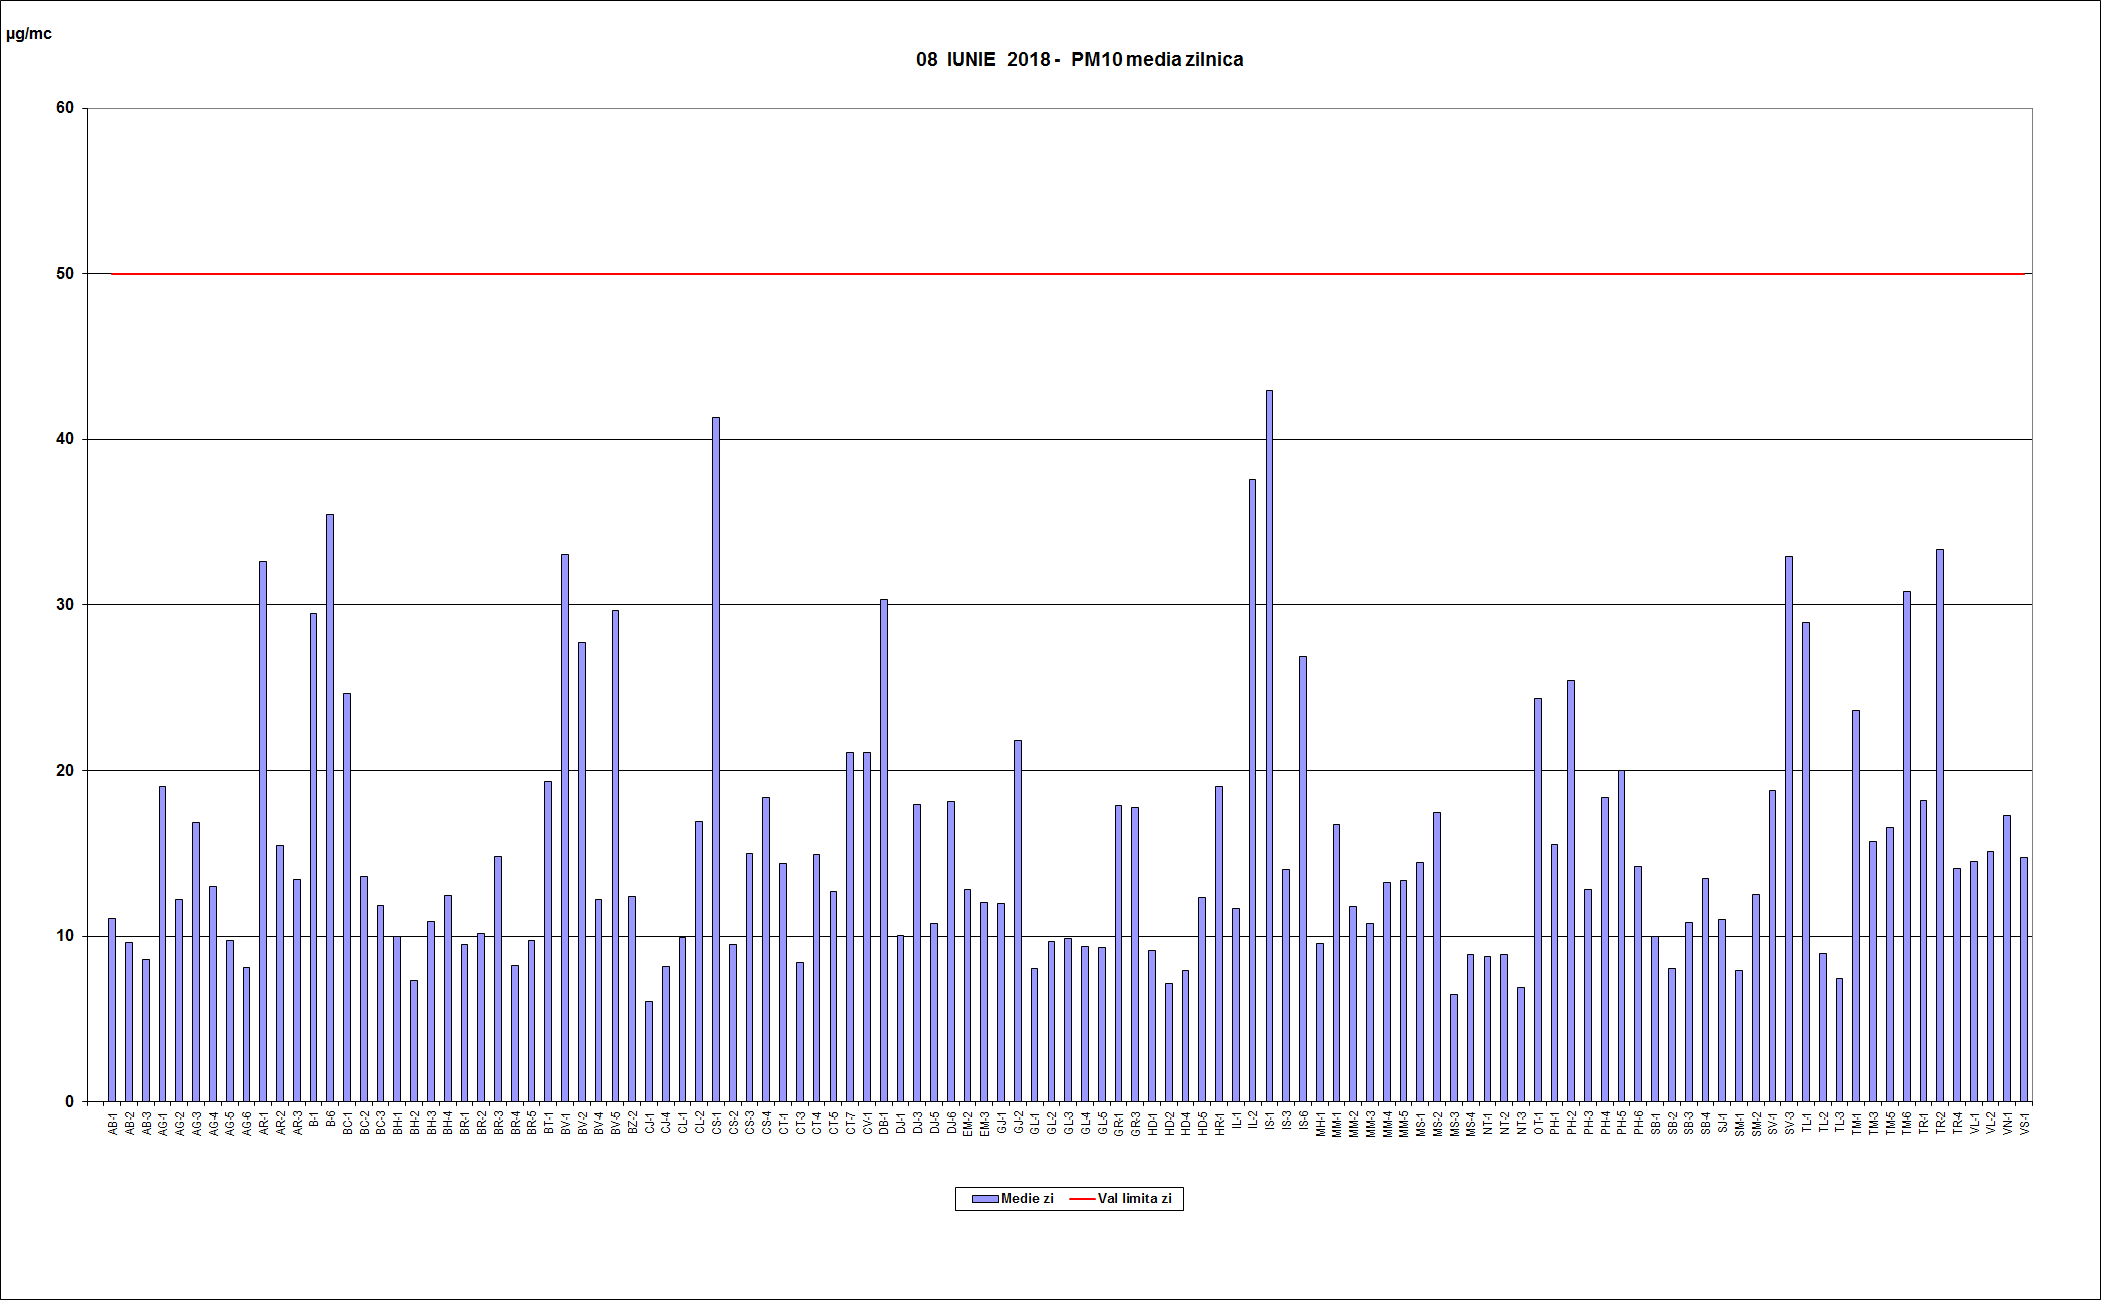 µg/mc
08 IUNIE 2018 - PM10 media zilnica
60
50
40
30
20
10
0
AB-1 AB-2 AB-3 AG-1 AG-2 AG-3 AG-4 AG-5 AG-6 AR-1 AR-2 AR-3 B-1 B-6 BC-1 BC-2 BC-3 BH-1 BH-2 BH-3 BH-4 BR-1 BR-2 BR-3 BR-4 BR-5 BT-1 BV-1 BV-2 BV-4 BV-5 BZ-2 CJ-1 CJ-4 CL-1 CL-2 CS-1 CS-2 CS-3 CS-4 CT-1 CT-3 CT-4 CT-5 CT-7 CV-1 DB-1 DJ-1 DJ-3 DJ-5 DJ-6 EM-2 EM-3 GJ-1 GJ-2 GL-1 GL-2 GL-3 GL-4 GL-5 GR-1 GR-3 HD-1 HD-2 HD-4 HD-5 HR-1 IL-1 IL-2 IS-1 IS-3 IS-6 MH-1 MM-1 MM-2 MM-3 MM-4 MM-5 MS-1 MS-2 MS-3 MS-4 NT-1 NT-2 NT-3 OT-1 PH-1 PH-2 PH-3 PH-4 PH-5 PH-6 SB-1 SB-2 SB-3 SB-4 SJ-1 SM-1 SM-2 SV-1 SV-3 TL-1 TL-2 TL-3 TM-1 TM-3 TM-5 TM-6 TR-1 TR-2 TR-4 VL-1 VL-2 VN-1 VS-1
Medie zi Val limita zi